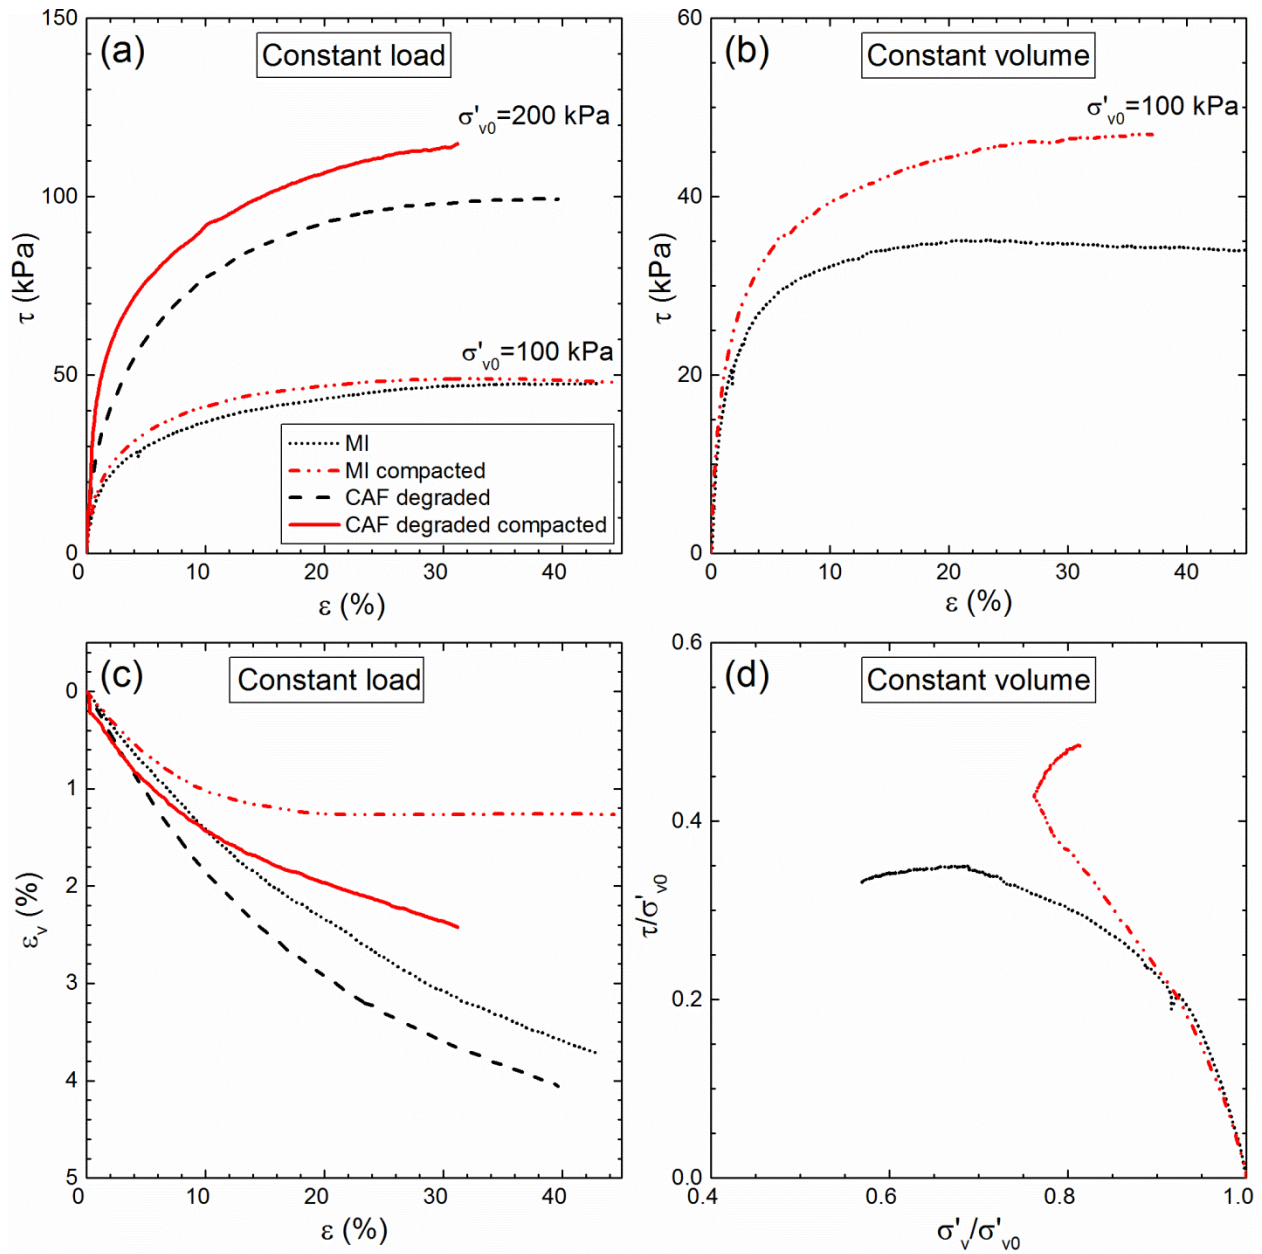 (a)
Constant load
σ'v0=200 kPa
σ'v0=100 kPa
MI
MI compacted
CAF degraded
CAF degraded compacted
150
100
50
0
τ (kPa)
0 10 20 30 40
ε (%)
(b)
Constant volume
σ'v0=100 kPa
60
40
20
0
τ (kPa)
0 10 20 30 40
ε (%)
(c)
Constant load
0
1
2
3
4
5
εv (%)
0 10 20 30 40
ε (%)
(d)
Constant volume
0.6
0.4
0.2
0.0
τ/σ'v0
0.4 0.6 0.8 1.0
σ'v/σ'v0